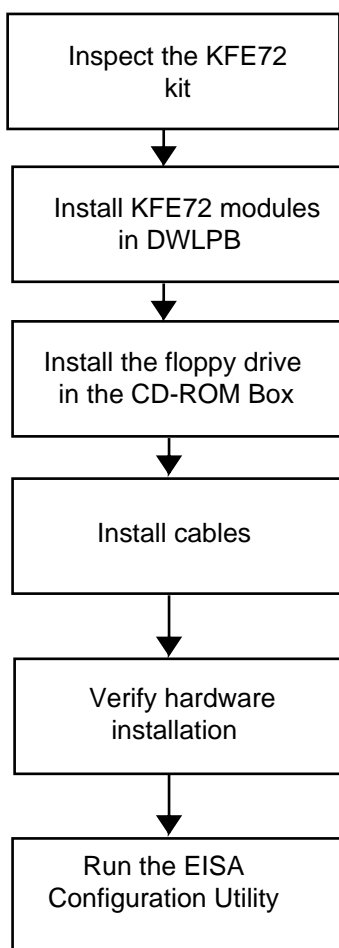 Inspect the KFE72
kit
Install KFE72 modules
in DWLPB
Install the floppy drive
in the CD-ROM Box
Install cables
Verify hardware
installation
Run the EISA
Configuration Utility